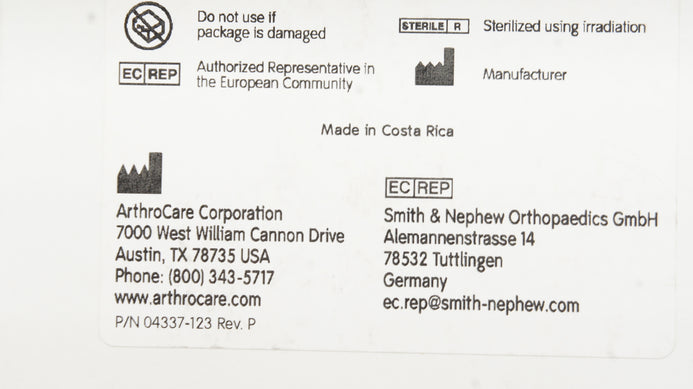 Do not use if
package is damaged
STERILE R
Sterilized using irradiation
EC REP
Authorized Representative in
the European Community
Manufacturer
Made in Costa Rica
ArthroCare Corporation
7000 West William Cannon Drive
Austin, TX 78735 USA
Phone: (800) 343-5717
www.arthrocare.com
P/N 04337-123 Rev. P
EC REP
Smith & Nephew Orthopaedics GmbH
Alemannenstrasse 14
78532 Tuttlingen
Germany
ec.rep@smith-nephew.com